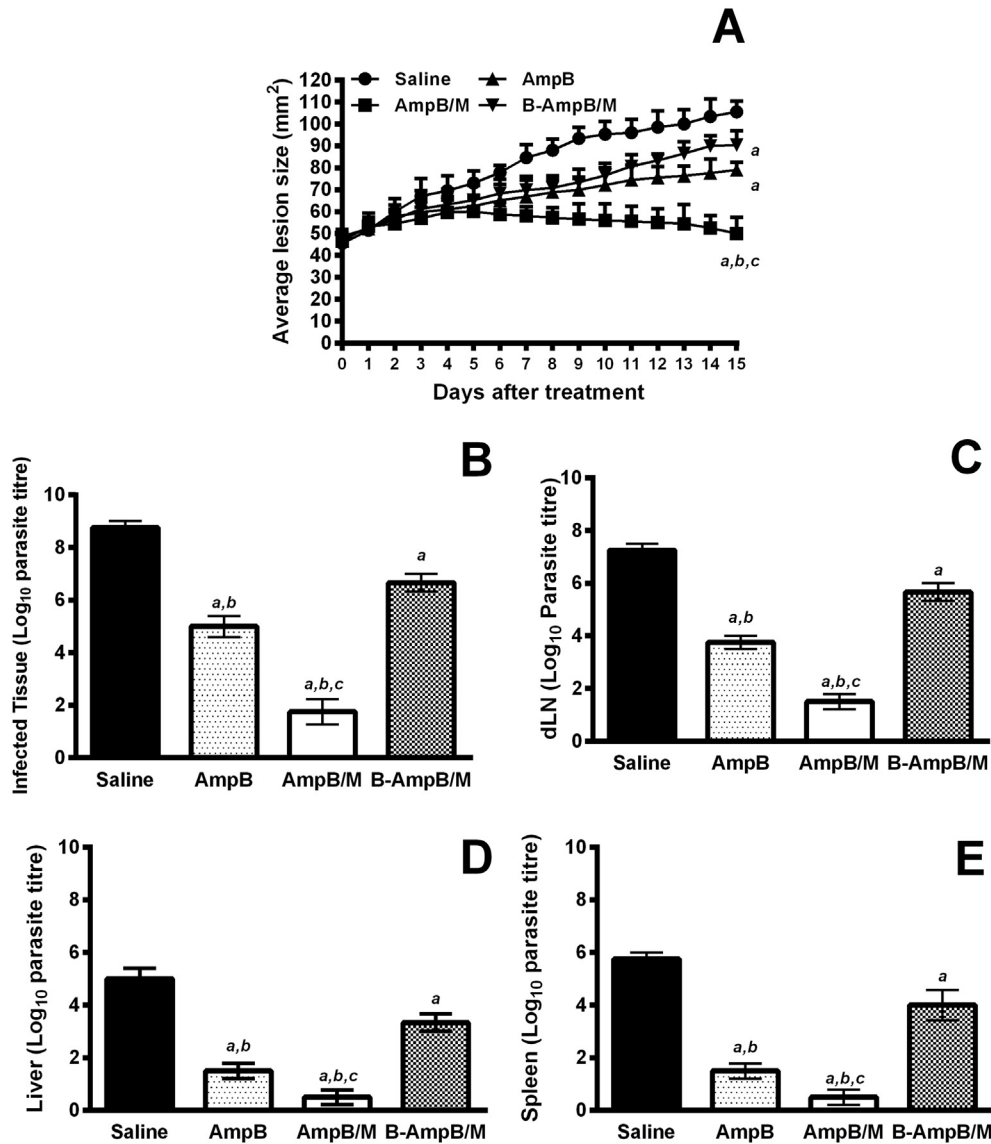 A
Saline AmpB
AmpB/M B-AmpB/M
Average lesion size (mm²)
120
110
100
90
80
70
60
50
40
30
20
10
0
a
a
a,b,c
0 1 2 3 4 5 6 7 8 9 10 11 12 13 14 15
Days after treatment
B
Infected Tissue (Log₁₀ parasite titre)
10
8
6
4
2
0
a,b
a,b,c
a
Saline AmpB AmpB/M B-AmpB/M
C
dLN (Log₁₀ Parasite titre)
10
8
6
4
2
0
a,b
a,b,c
a
Saline AmpB AmpB/M B-AmpB/M
D
Liver (Log₁₀ parasite titre)
10
8
6
4
2
0
a,b
a,b,c
a
Saline AmpB AmpB/M B-AmpB/M
E
Spleen (Log₁₀ parasite titre)
10
8
6
4
2
0
a,b
a,b,c
a
Saline AmpB AmpB/M B-AmpB/M